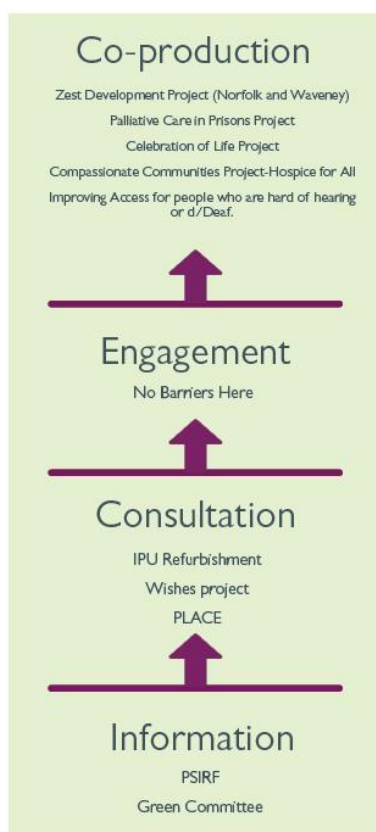 Co-production
Zest Development Project (Norfolk and Waveney)
Palliative Care in Prisons Project
Celebration of Life Project
Compassionate Communities Project-Hospice for All
Improving Access for people who are hard of hearing
or d/Deaf.
Engagement
No Barriers Here
Consultation
IPU Refurbishment
Wishes project
PLACE
Information
PSIRF
Green Committee